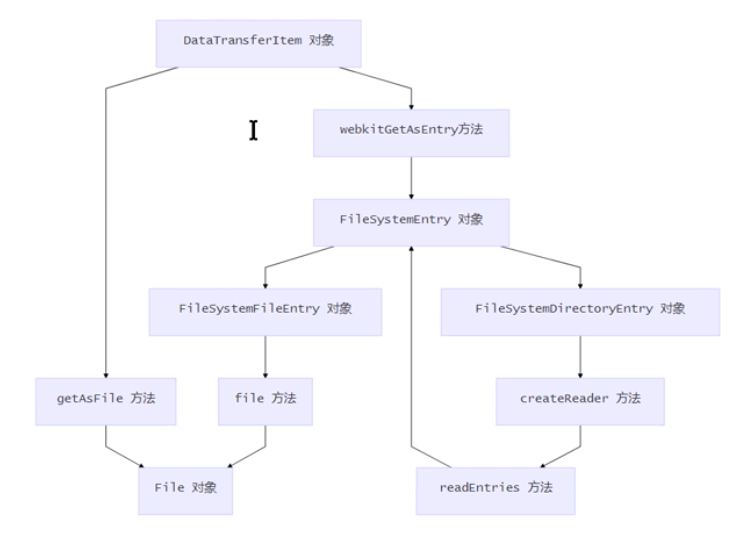 DataTransferItem 对象
webkitGetAsEntry方法
FileSystemEntry 对象
FileSystemFileEntry 对象
FileSystemDirectoryEntry 对象
getAsFile 方法
file 方法
createReader 方法
File 对象
readEntries 方法